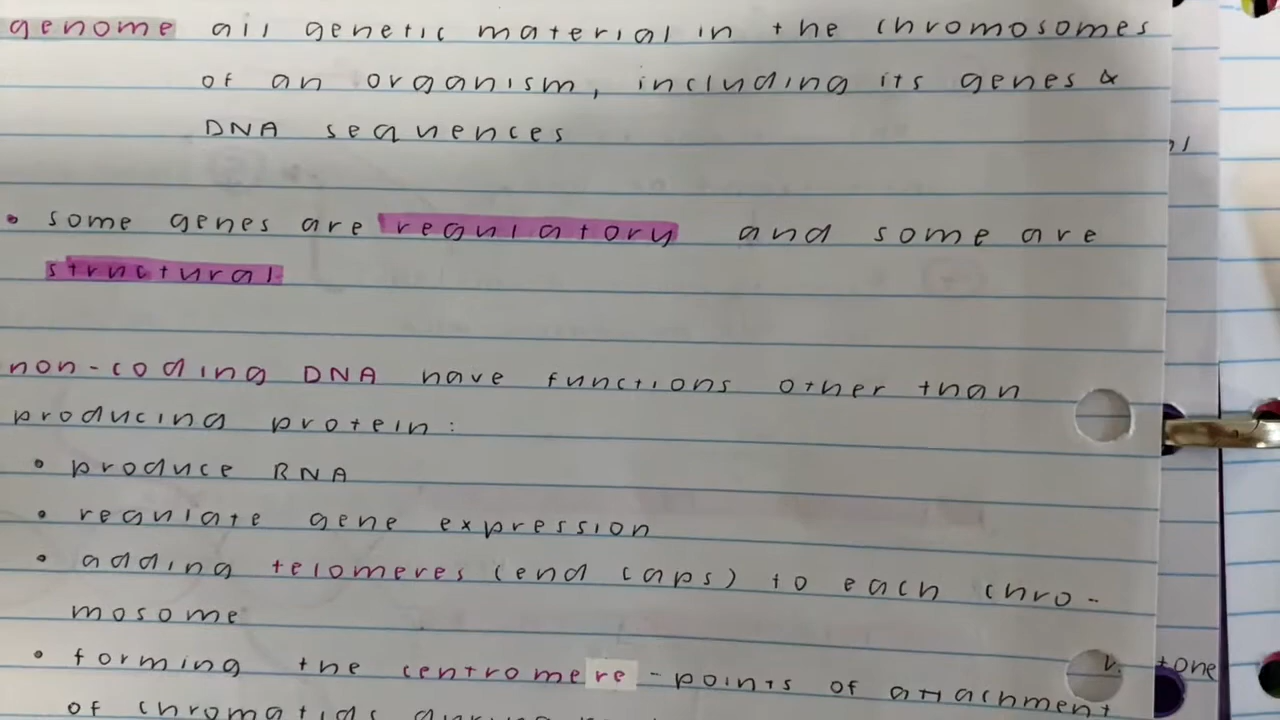 genome all genetic material in the chromosomes
of an organism, including its genes &
DNA sequences
• some genes are regulatory and some are
structural
non-coding DNA have functions other than
producing protein:
• produce RNA
• regulate gene expression
• adding telomeres (end caps) to each chro-
mosome
• forming the centromere - points of attachment
of chromatids during